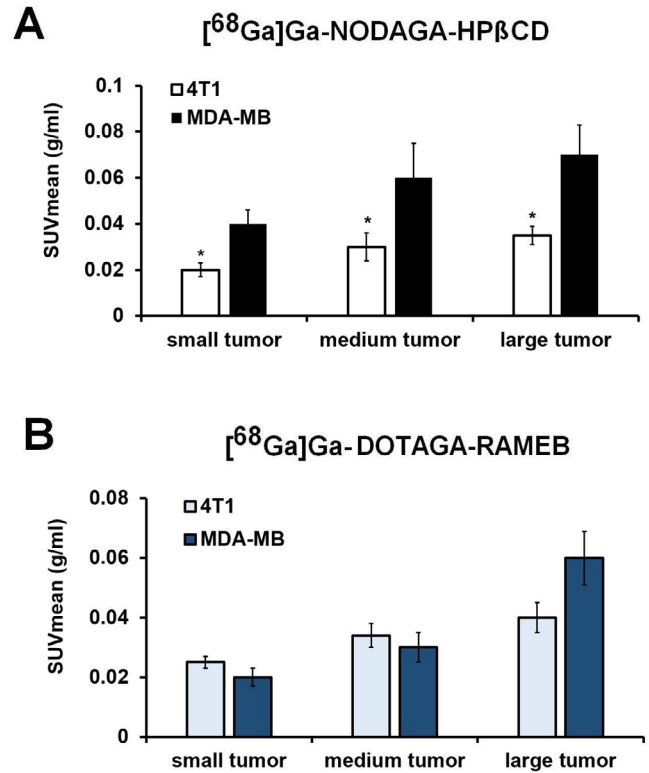 A
[68Ga]Ga-NODAGA-HPβCD
SUVmean (g/ml)
0.1
0.08
0.06
0.04
0.02
0
4T1
MDA-MB
*
*
*
small tumor
medium tumor
large tumor
B
[68Ga]Ga-DOTAGA-RAMEB
SUVmean (g/ml)
0.08
0.06
0.04
0.02
0
4T1
MDA-MB
small tumor
medium tumor
large tumor